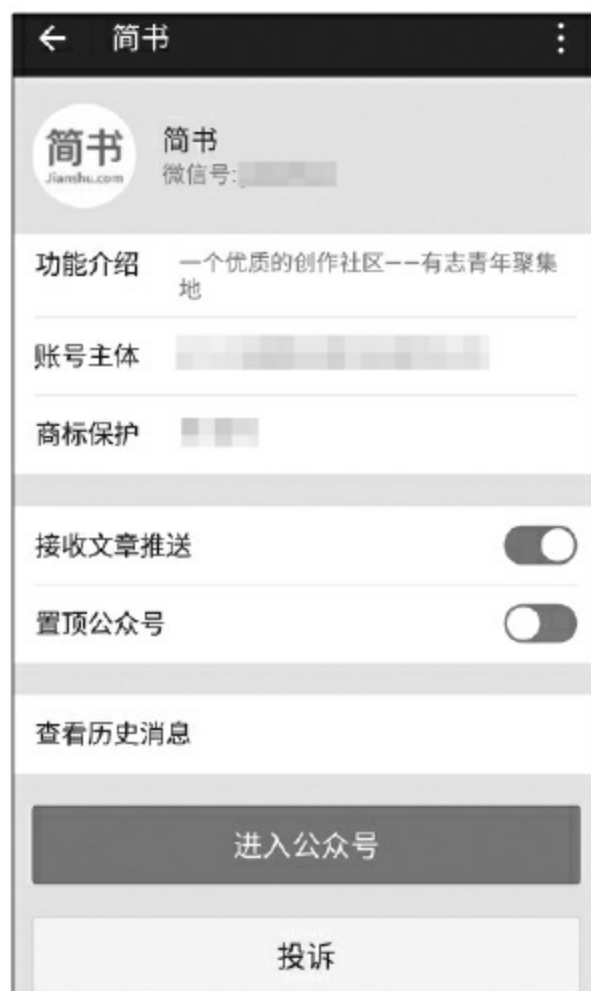 简书
简书
Jianshu.com
简书
微信号:
功能介绍
一个优质的创作社区——有志青年聚集
地
账号主体
商标保护
接收文章推送
置顶公众号
查看历史消息
进入公众号
投诉